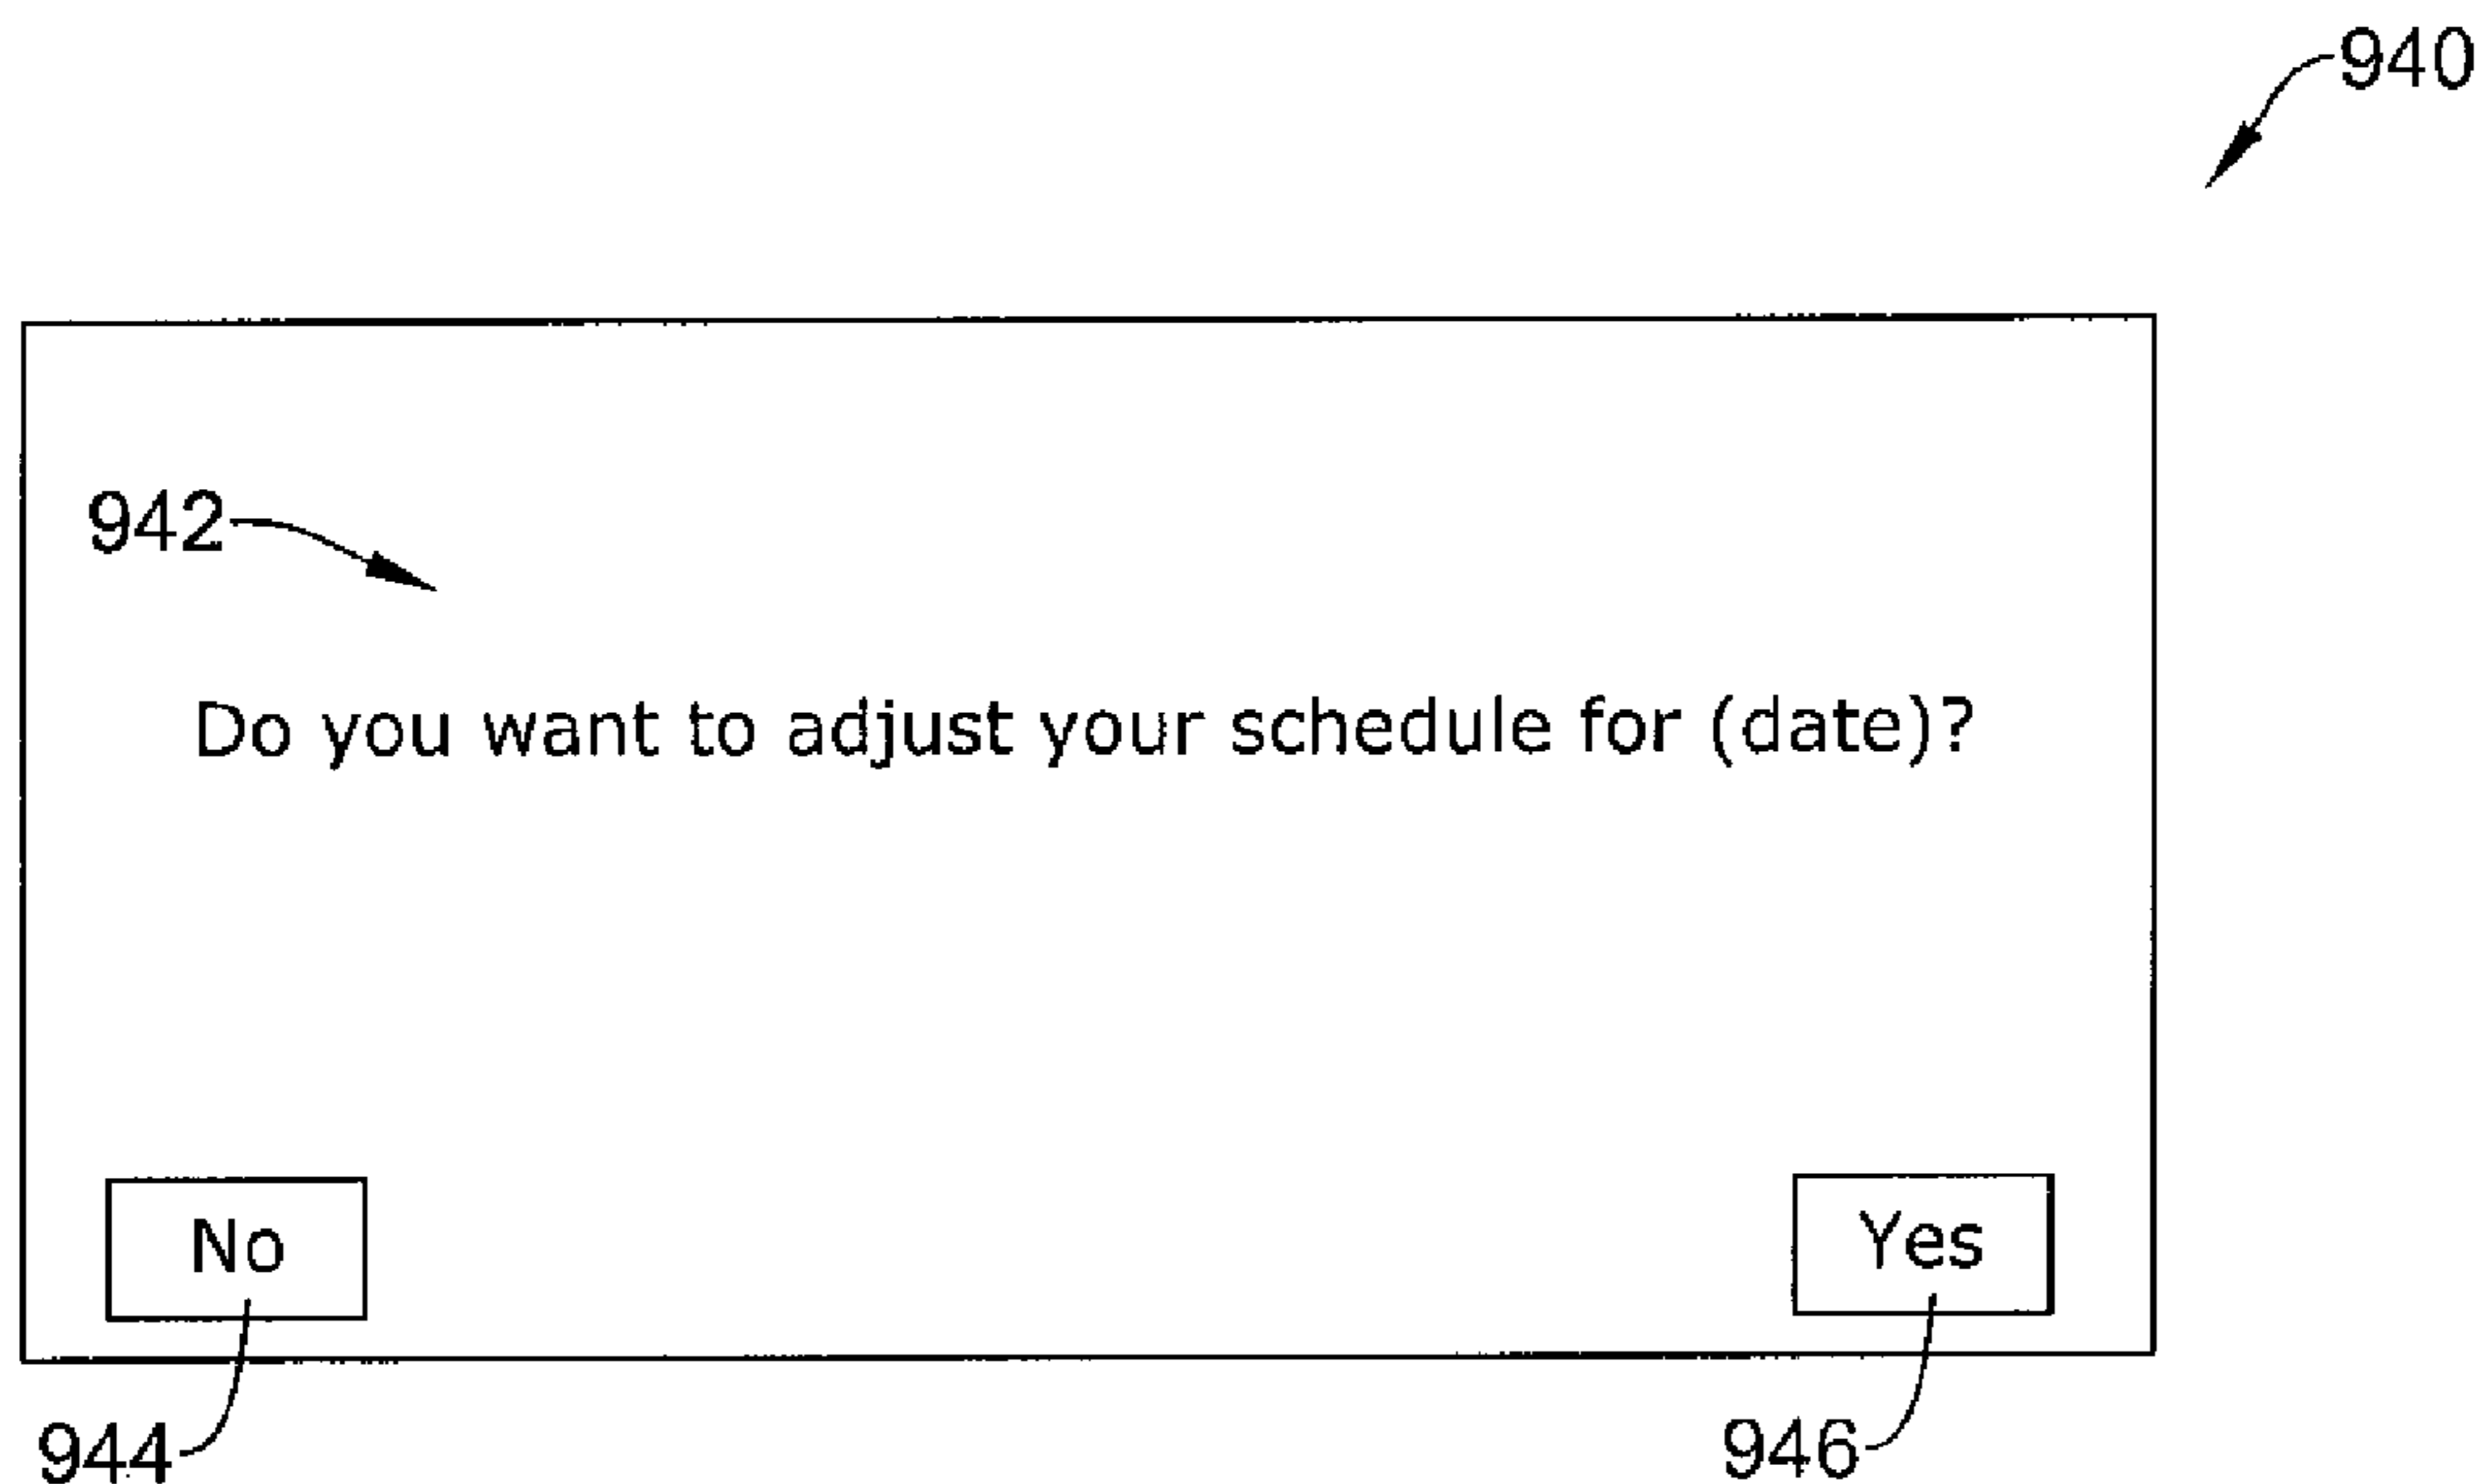 940
942
Do you want to adjust your schedule for (date)?
No
Yes
944
946